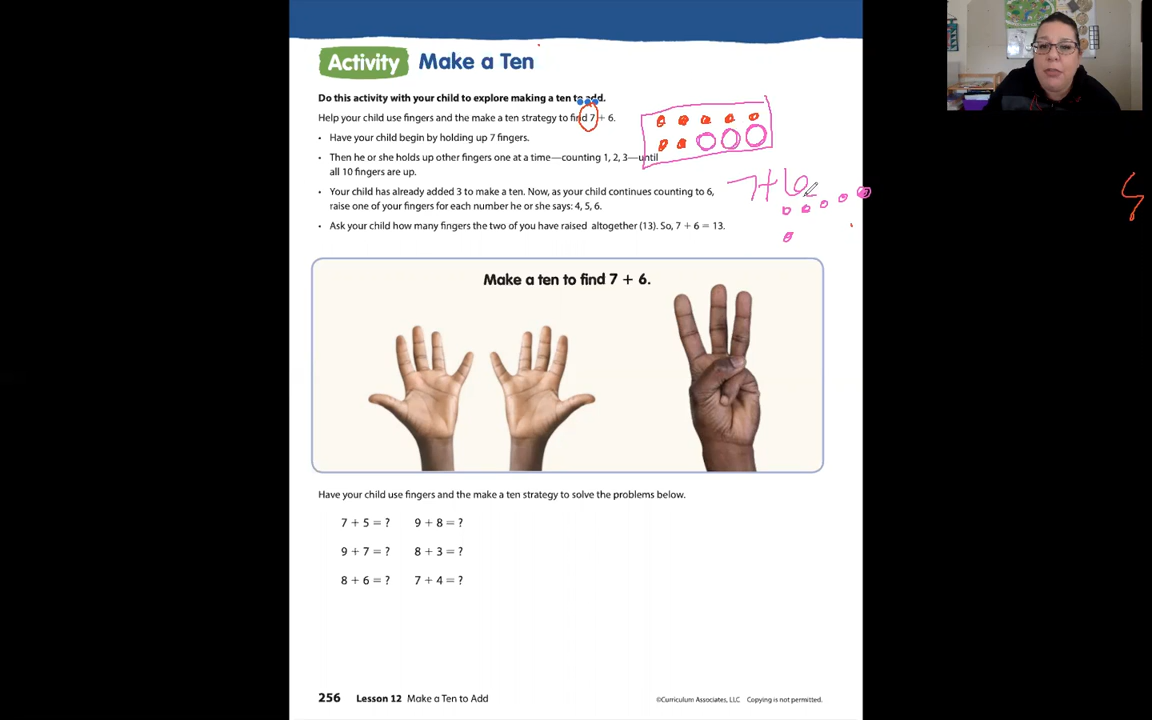 Activity Make a Ten
Do this activity with your child to explore making a ten to add.
Help your child use fingers and the make a ten strategy to find 7 + 6.
• Have your child begin by holding up 7 fingers.
• Then he or she holds up other fingers one at a time—counting 1, 2, 3—until
all 10 fingers are up.
• Your child has already added 3 to make a ten. Now, as your child continues counting to 6,
raise one of your fingers for each number he or she says: 4, 5, 6.
• Ask your child how many fingers the two of you have raised altogether (13). So, 7 + 6 = 13.
7+6
Make a ten to find 7 + 6.
Have your child use fingers and the make a ten strategy to solve the problems below.
7 + 5 = ? 9 + 8 = ?
9 + 7 = ? 8 + 3 = ?
8 + 6 = ? 7 + 4 = ?
256 Lesson 12 Make a Ten to Add
©Curriculum Associates, LLC Copying is not permitted.